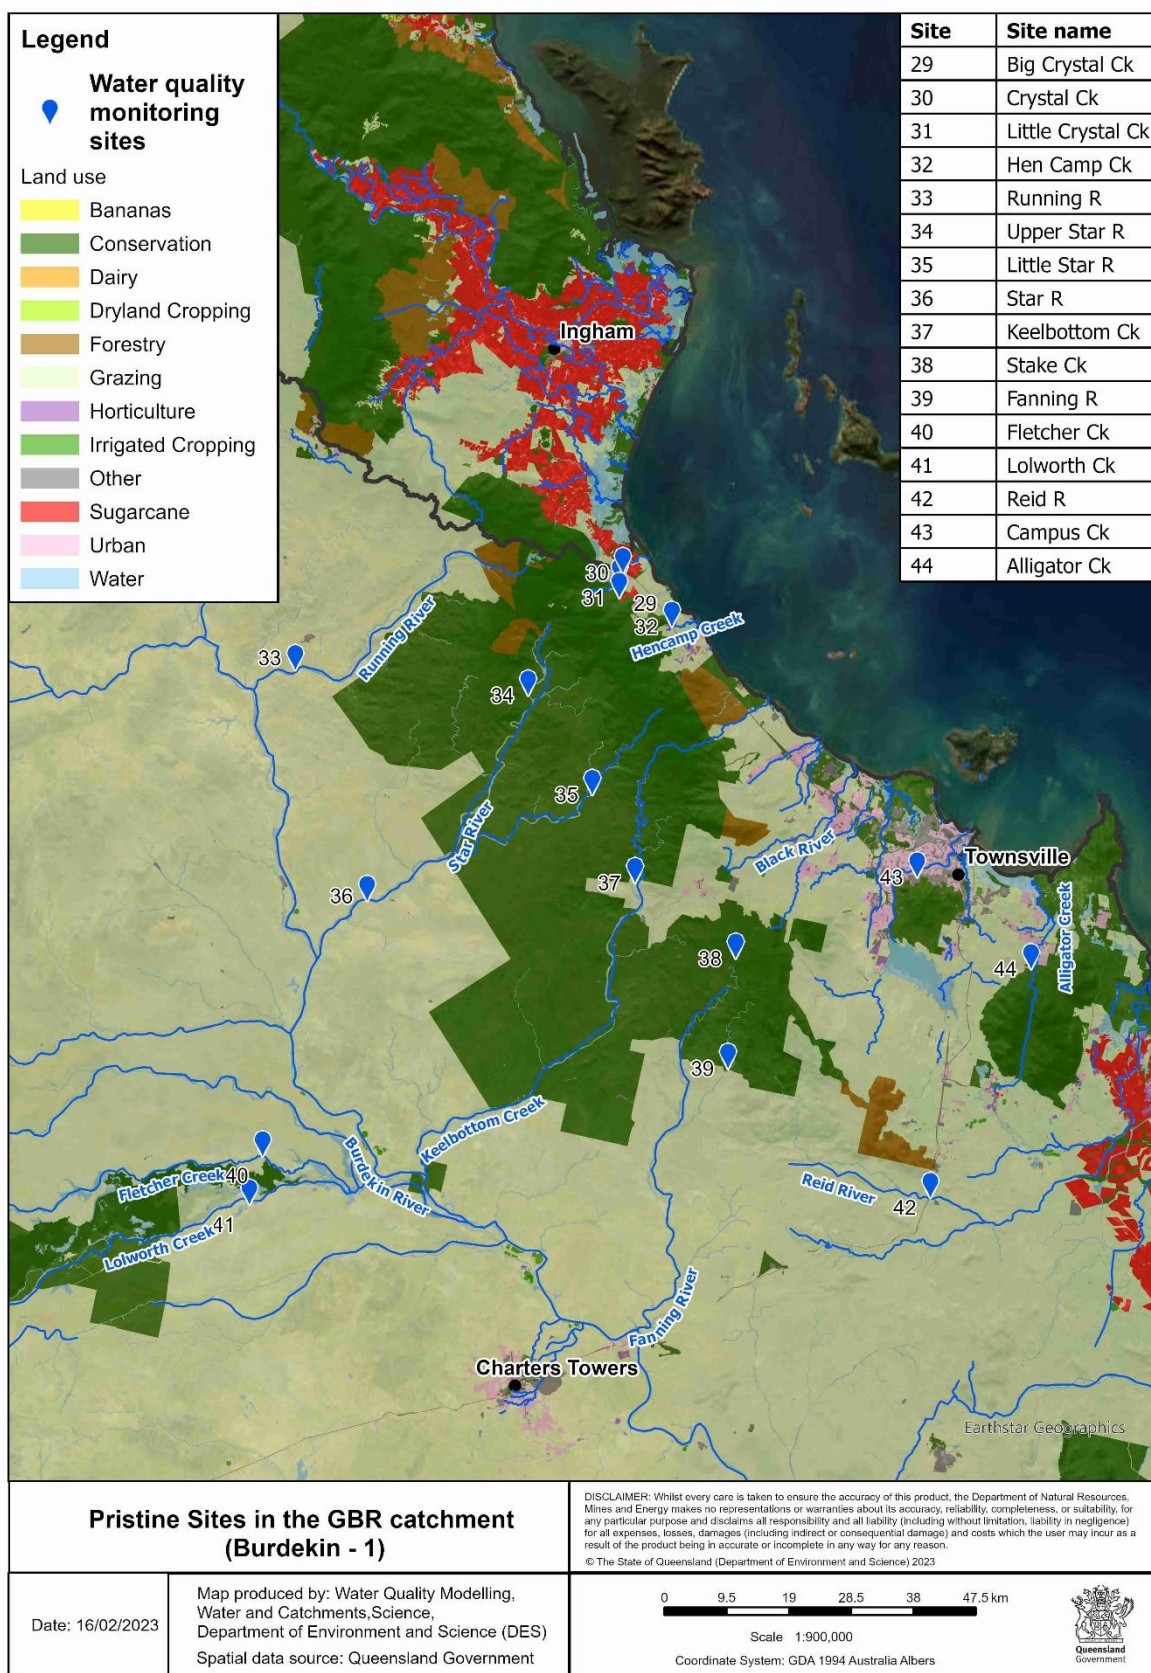 Legend
Water quality
monitoring
sites
Land use
Bananas
Conservation
Dairy
Dryland Cropping
Forestry
Grazing
Horticulture
Irrigated Cropping
Other
Sugarcane
Urban
Water
Site Site name
29 Big Crystal Ck
30 Crystal Ck
31 Little Crystal Ck
32 Hen Camp Ck
33 Running R
34 Upper Star R
35 Little Star R
36 Star R
37 Keelbottom Ck
38 Stake Ck
39 Fanning R
40 Fletcher Ck
41 Lolworth Ck
42 Reid R
43 Campus Ck
44 Alligator Ck
Ingham
30
31
29
32
Hencamp Creek
33
Running River
34
35
Star River
36
37
Black River
Townsville
43
38
44
Alligator Creek
39
Keelbottom Creek
Burdekin River
Fletcher Creek
40
41
Lolworth Creek
Reid River
42
Fanning River
Charters Towers
Earthstar Geographics
Pristine Sites in the GBR catchment
(Burdekin - 1)
DISCLAIMER: Whilst every care is taken to ensure the accuracy of this product, the Department of Natural Resources,
Mines and Energy makes no representations or warranties about its accuracy, reliability, completeness, or suitability, for
any particular purpose and disclaims all responsibility and all liability (including without limitation, liability in negligence)
for all expenses, losses, damages (including indirect or consequential damage) and costs which the user may incur as a
result of the product being in accurate or incomplete in any way for any reason.
© The State of Queensland (Department of Environment and Science) 2023
Date: 16/02/2023
Map produced by: Water Quality Modelling,
Water and Catchments,Science,
Department of Environment and Science (DES)
Spatial data source: Queensland Government
0 9.5 19 28.5 38 47.5 km
Scale 1:900,000
Coordinate System: GDA 1994 Australia Albers
Queensland
Government